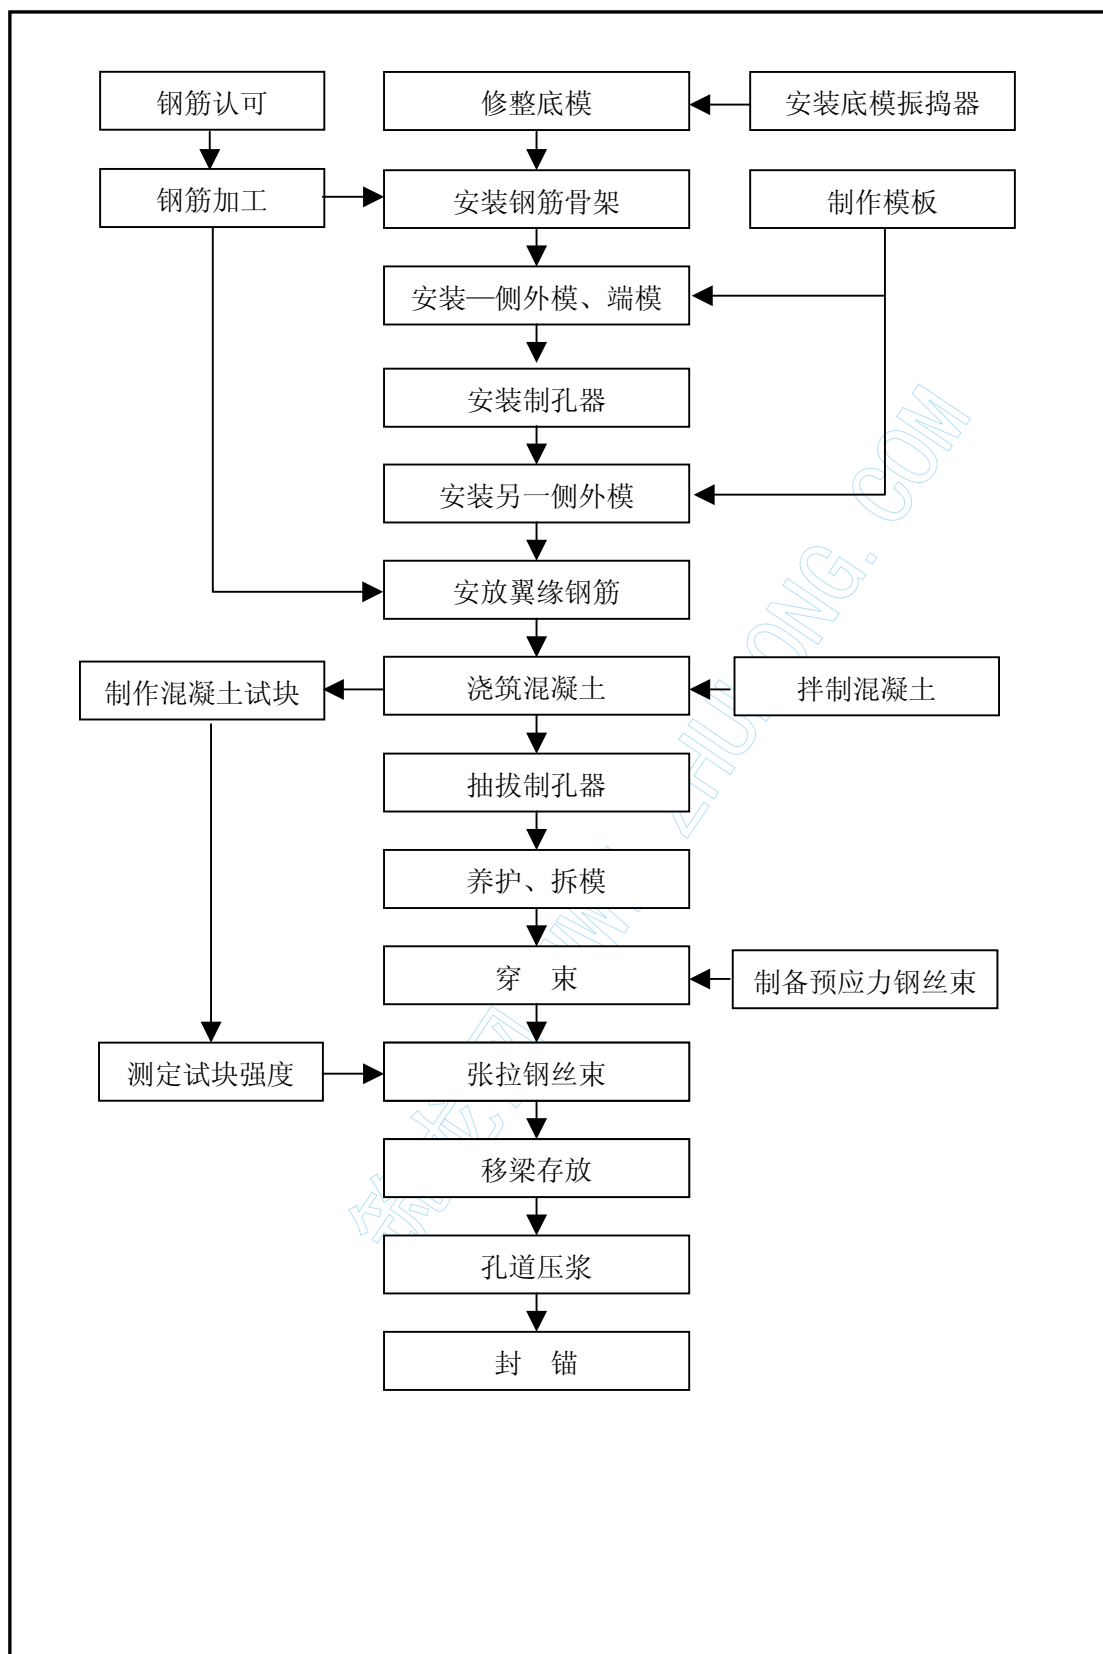 钢筋认可
修整底模
安装底模振捣器
钢筋加工
安装钢筋骨架
制作模板
安装—侧外模、端模
安装制孔器
安装另一侧外模
安放翼缘钢筋
制作混凝土试块
浇筑混凝土
拌制混凝土
抽拔制孔器
养护、拆模
穿 束
制备预应力钢丝束
测定试块强度
张拉钢丝束
移梁存放
孔道压浆
封 锚